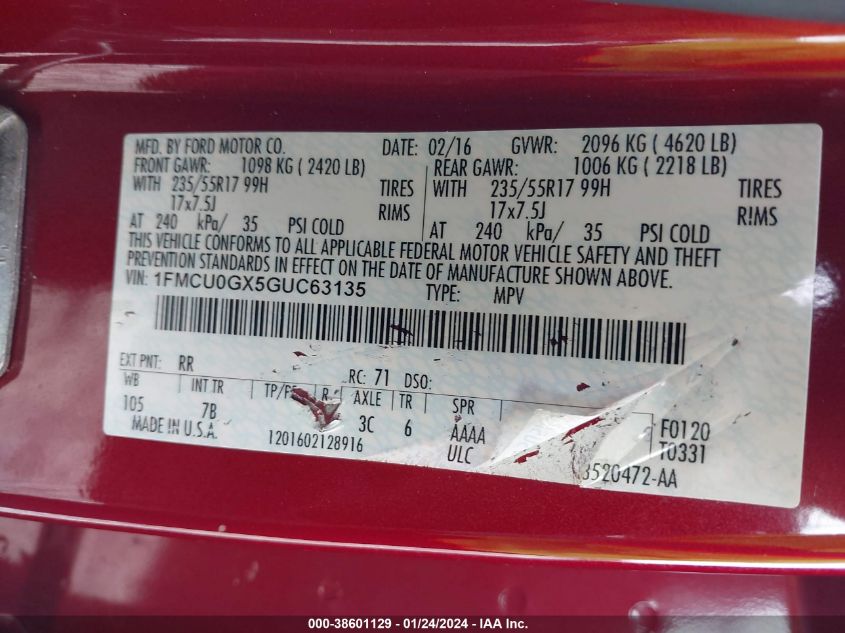 MFD. BY FORD MOTOR CO. DATE: 02/16 GVWR: 2096 KG ( 4620 LB)
FRONT GAWR: 1098 KG ( 2420 LB) REAR GAWR: 1006 KG ( 2218 LB)
WITH 235/55R17 99H TIRES WITH 235/55R17 99H TIRES
17x7.5J RIMS 17x7.5J RIMS
AT 240 kPa/ 35 PSI COLD AT 240 kPa/ 35 PSI COLD
THIS VEHICLE CONFORMS TO ALL APPLICABLE FEDERAL MOTOR VEHICLE SAFETY AND THEFT
PREVENTION STANDARDS IN EFFECT ON THE DATE OF MANUFACTURE SHOWN ABOVE.
VIN: 1FMCU0GX5GUC63135 TYPE: MPV
EXT PNT: RR RC: 71 DSO:
WB INT TR TP/PS R AXLE TR SPR
105 7B 3C 6 AAAA F0120
MADE IN U.S.A. 1201602128916 ULC T0331
3520472-AA
000-38601129 - 01/24/2024 - IAA Inc.